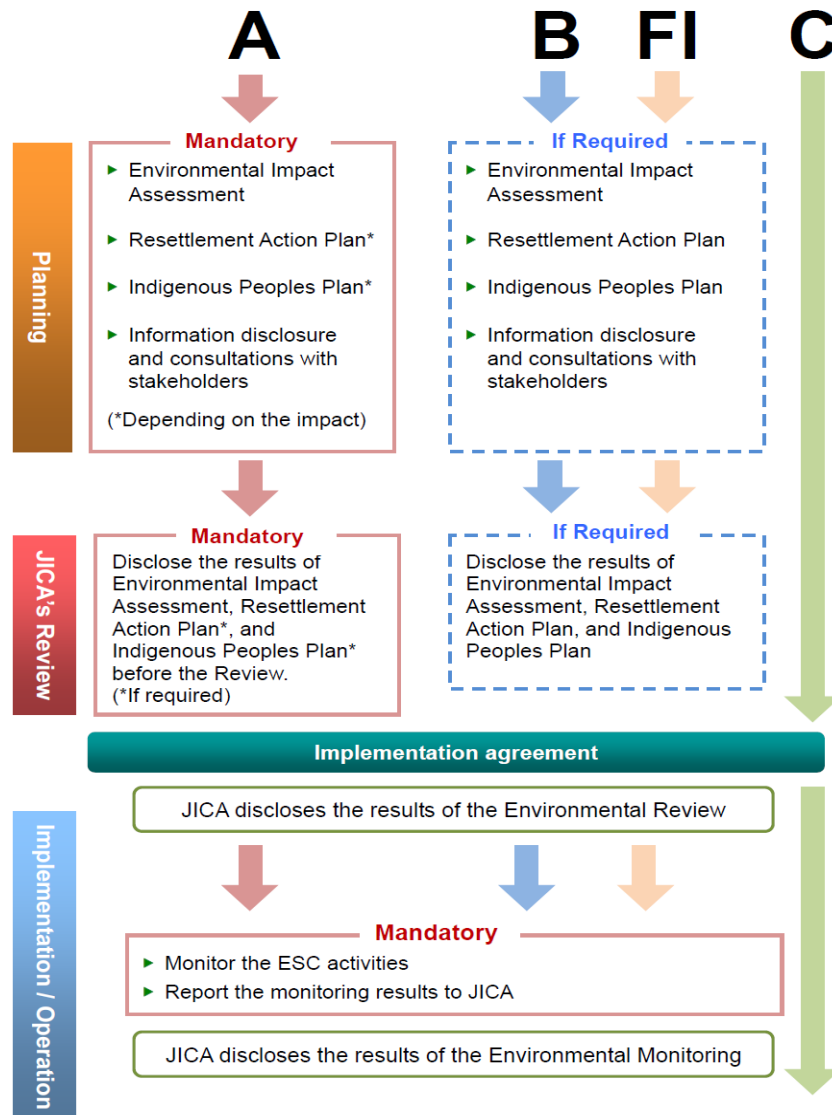 A
B
FI
C
Planning
Mandatory
► Environmental Impact
Assessment
► Resettlement Action Plan*
► Indigenous Peoples Plan*
► Information disclosure
and consultations with
stakeholders
(*Depending on the impact)
If Required
► Environmental Impact
Assessment
► Resettlement Action Plan
► Indigenous Peoples Plan
► Information disclosure
and consultations with
stakeholders
JICA's Review
Mandatory
Disclose the results of
Environmental Impact
Assessment, Resettlement
Action Plan*, and
Indigenous Peoples Plan*
before the Review.
(*If required)
If Required
Disclose the results of
Environmental Impact
Assessment, Resettlement
Action Plan, and Indigenous
Peoples Plan
Implementation agreement
Implementation / Operation
JICA discloses the results of the Environmental Review
Mandatory
► Monitor the ESC activities
► Report the monitoring results to JICA
JICA discloses the results of the Environmental Monitoring